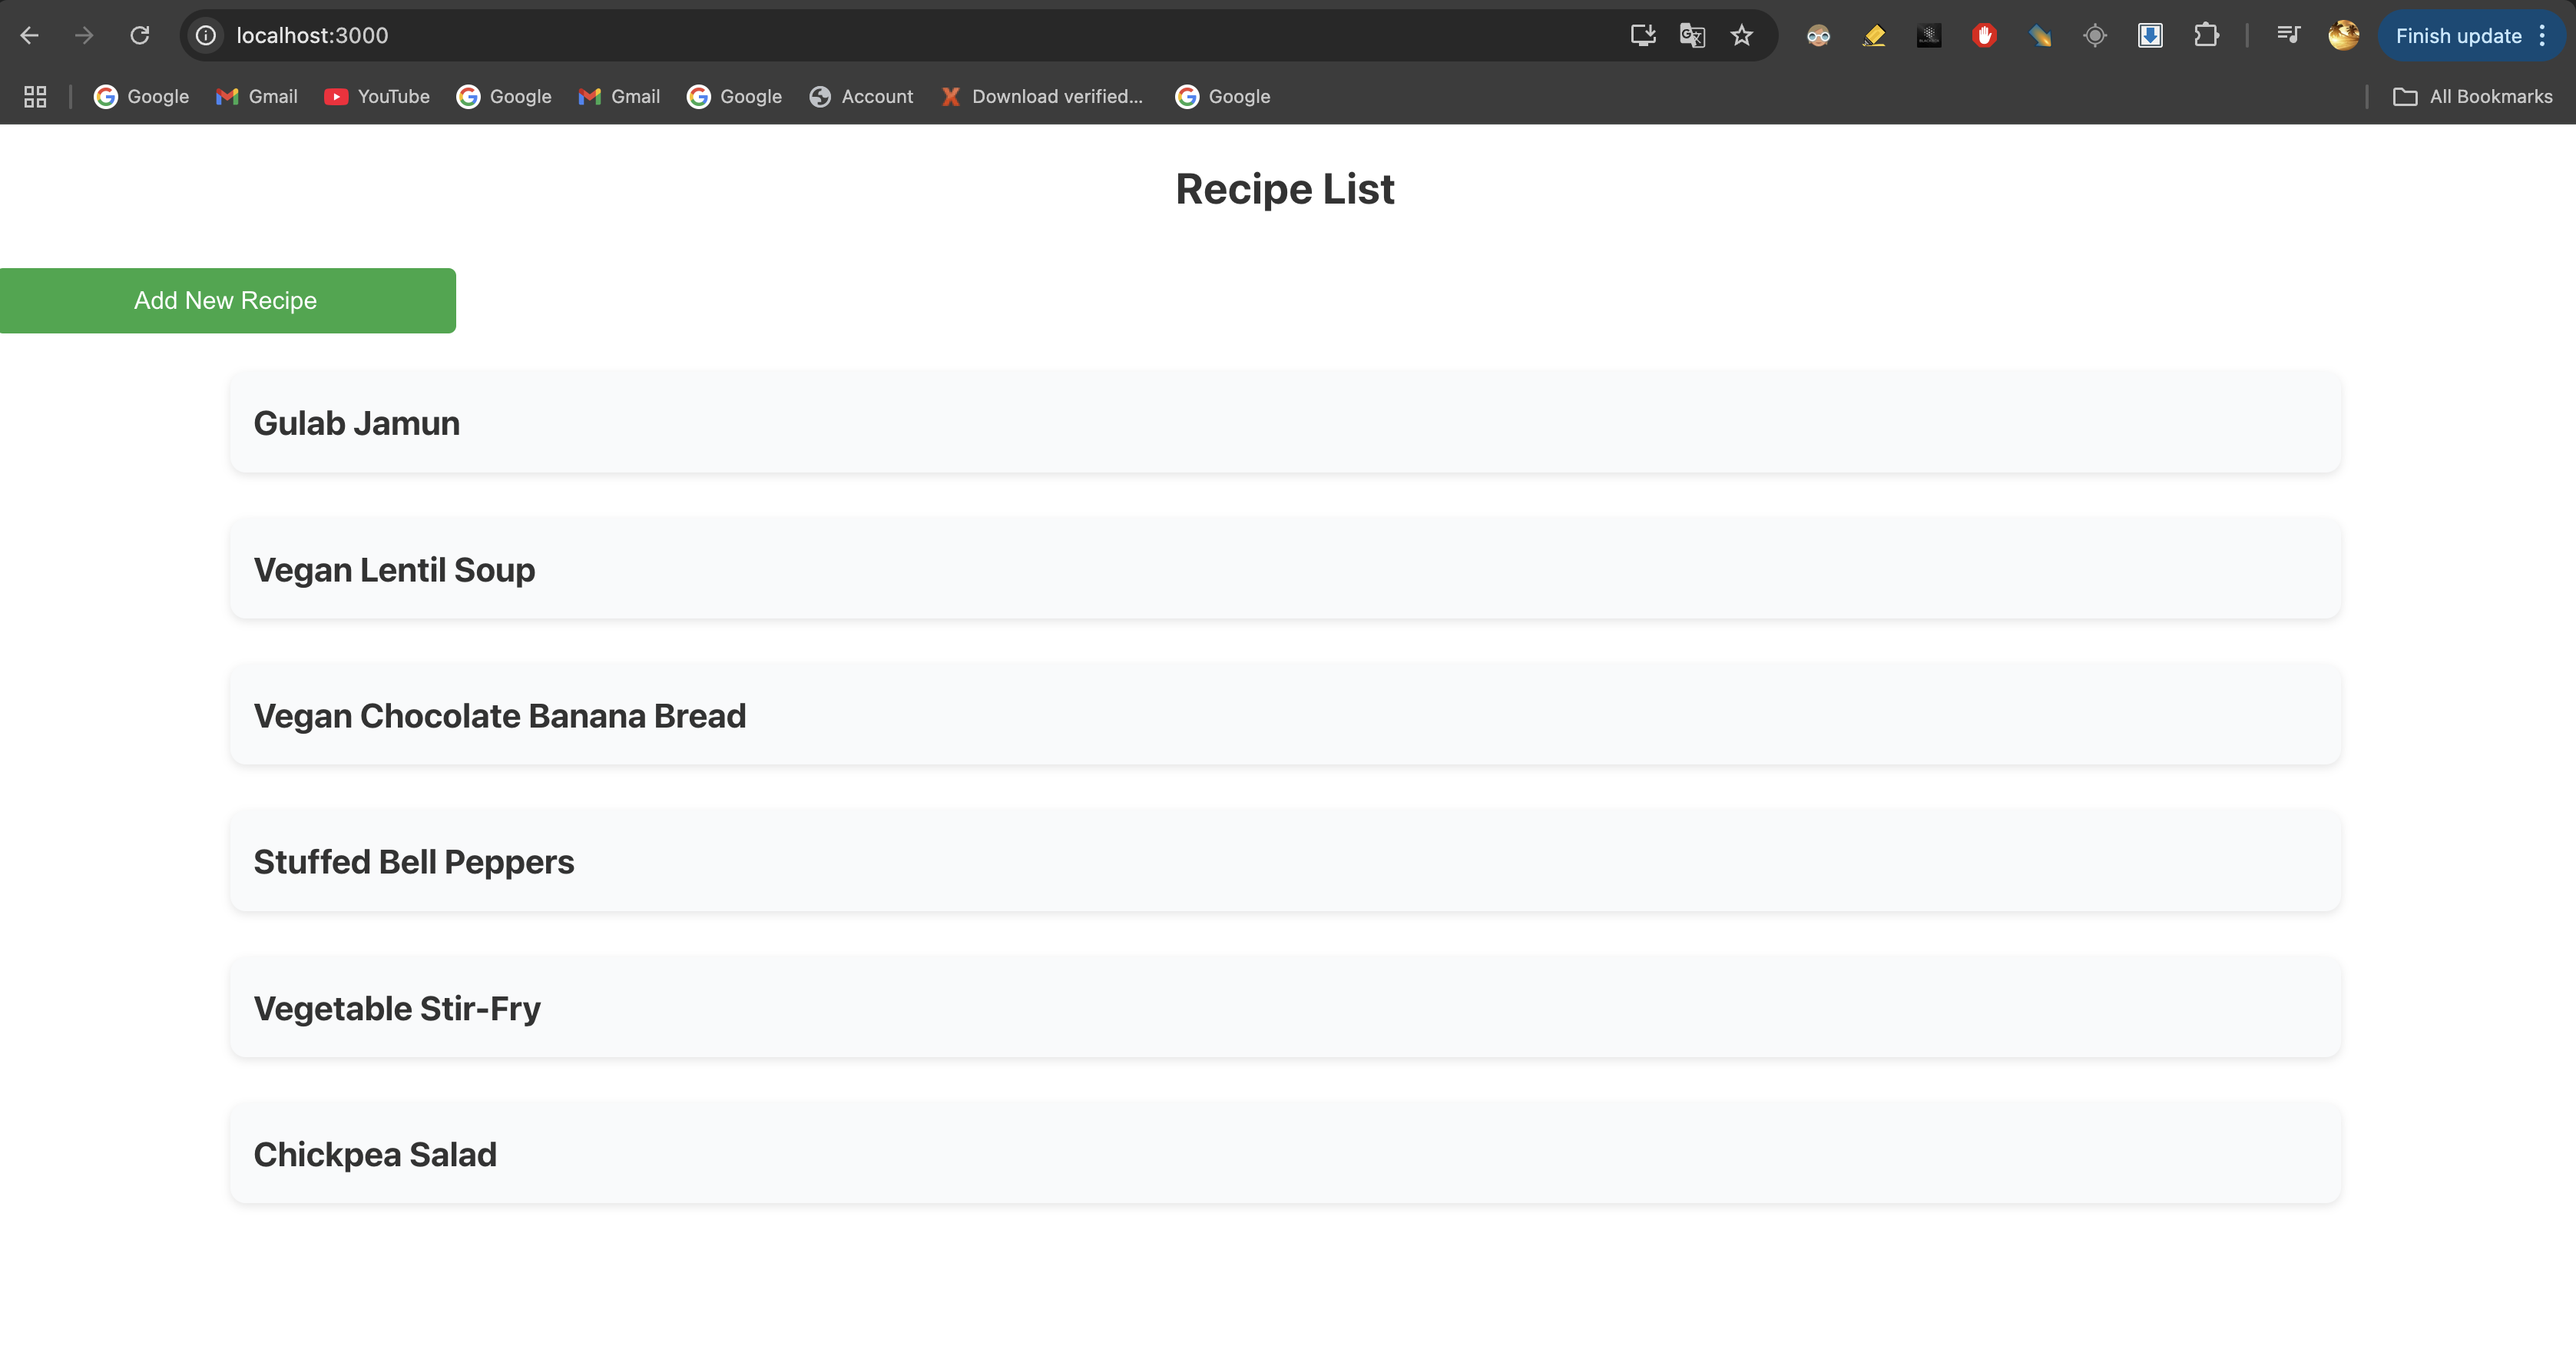 localhost:3000
Finish update
Google Gmail YouTube Google Gmail Google Account Download verified... Google All Bookmarks
Recipe List
Add New Recipe
Gulab Jamun
Vegan Lentil Soup
Vegan Chocolate Banana Bread
Stuffed Bell Peppers
Vegetable Stir-Fry
Chickpea Salad